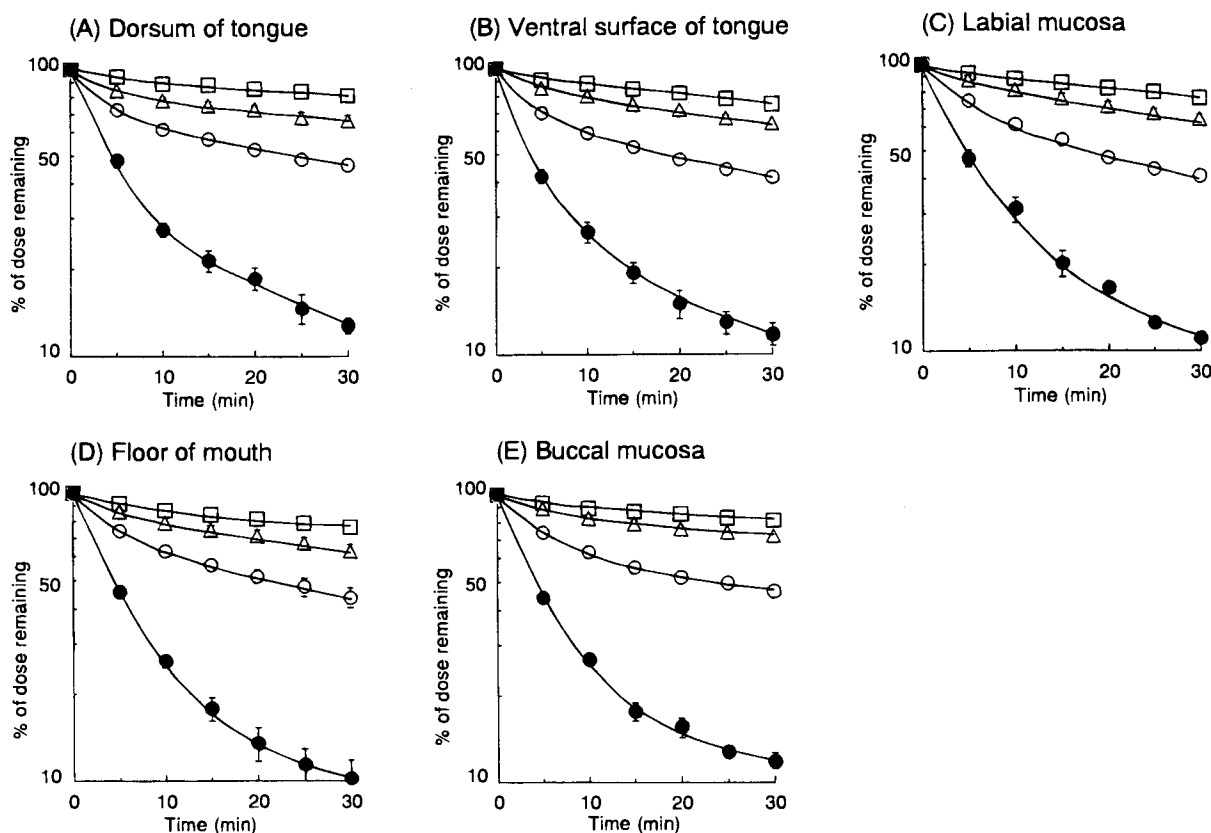 (A) Dorsum of tongue
100
50
10
% of dose remaining
0 10 20 30
Time (min)
(B) Ventral surface of tongue
100
50
10
% of dose remaining
0 10 20 30
Time (min)
(C) Labial mucosa
100
50
10
% of dose remaining
0 10 20 30
Time (min)
(D) Floor of mouth
100
50
10
% of dose remaining
0 10 20 30
Time (min)
(E) Buccal mucosa
100
50
10
% of dose remaining
0 10 20 30
Time (min)